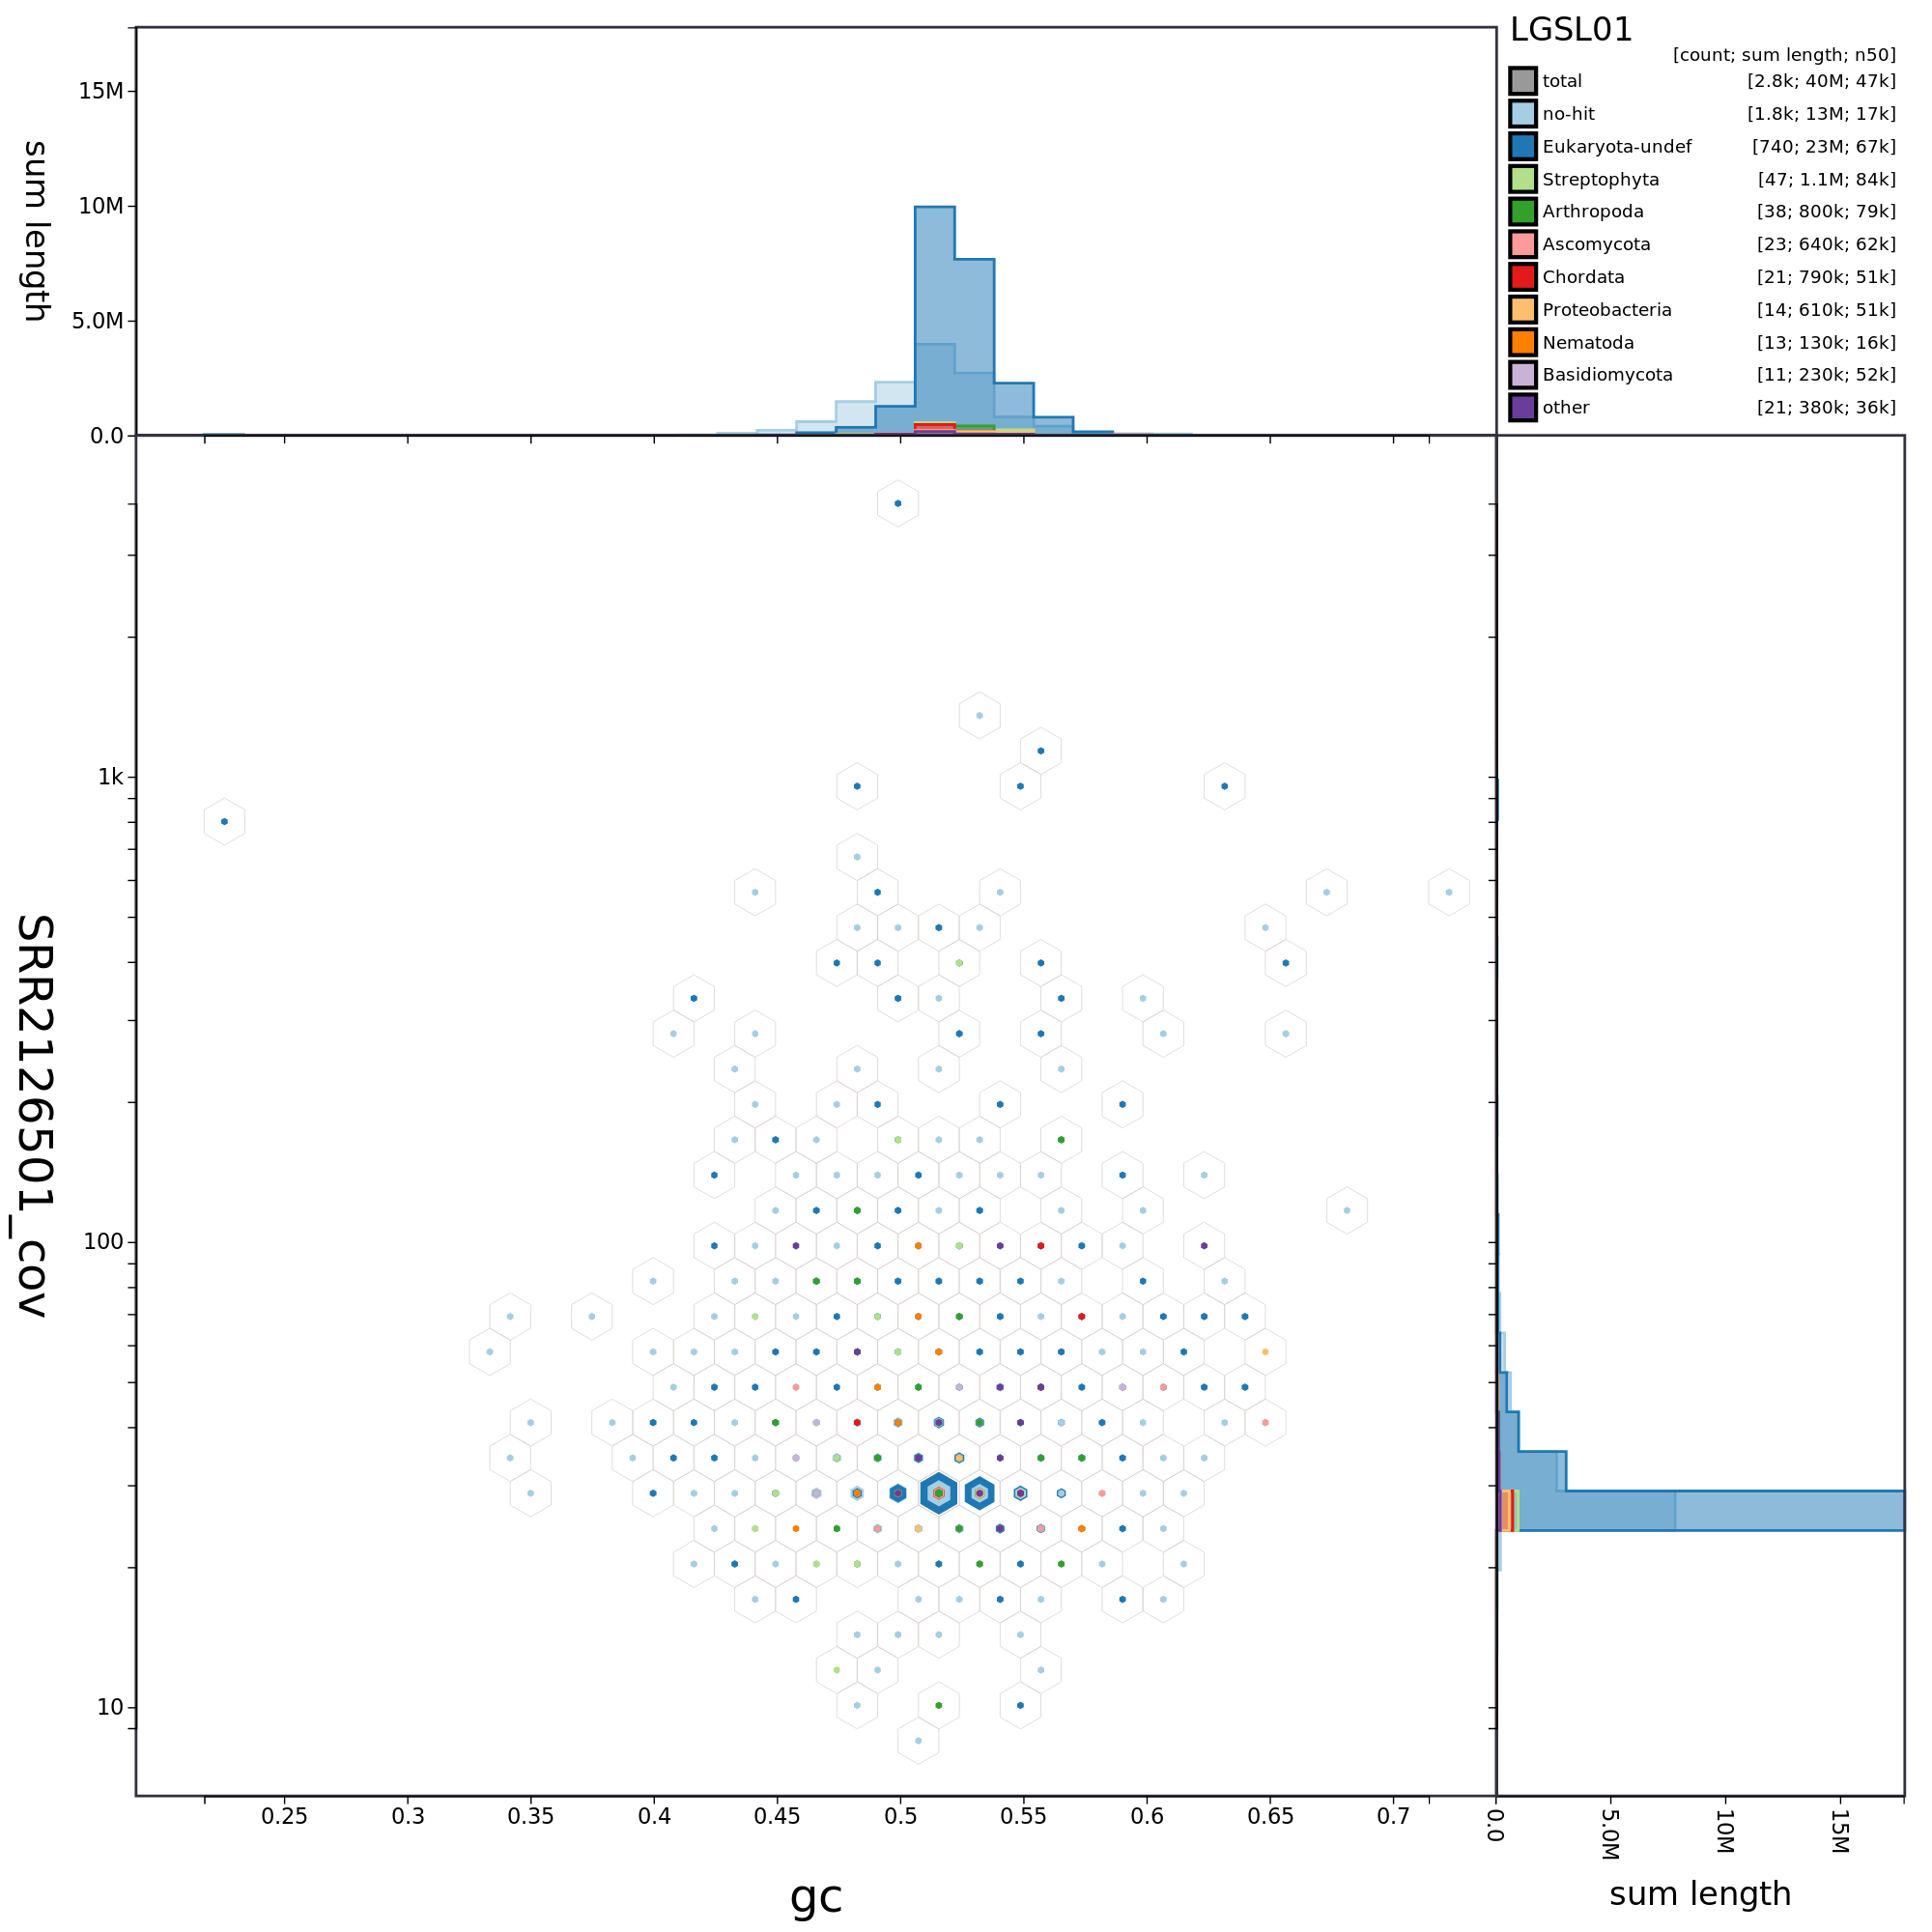 LGSL01
[count; sum length; n50]
total [2.8k; 40M; 47k]
no-hit [1.8k; 13M; 17k]
Eukaryota-undef [740; 23M; 67k]
Streptophyta [47; 1.1M; 84k]
Arthropoda [38; 800k; 79k]
Ascomycota [23; 640k; 62k]
Chordata [21; 790k; 51k]
Proteobacteria [14; 610k; 51k]
Nematoda [13; 130k; 16k]
Basidiomycota [11; 230k; 52k]
other [21; 380k; 36k]
sum length
15M
10M
5.0M
0.0
SRR2126501_cov
1k
100
10
0.25 0.3 0.35 0.4 0.45 0.5 0.55 0.6 0.65 0.7
gc
0.0 5.0M 10M 15M
sum length